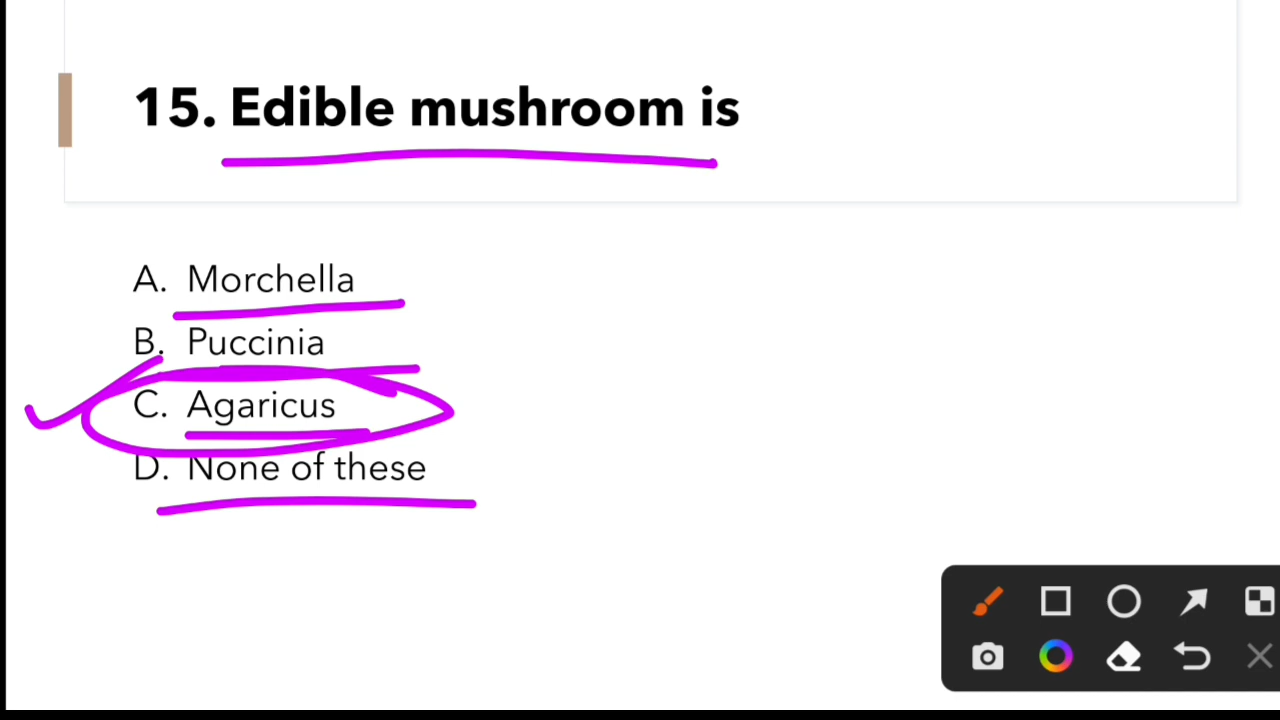 15. Edible mushroom is
A. Morchella
B. Puccinia
C. Agaricus
D. None of these